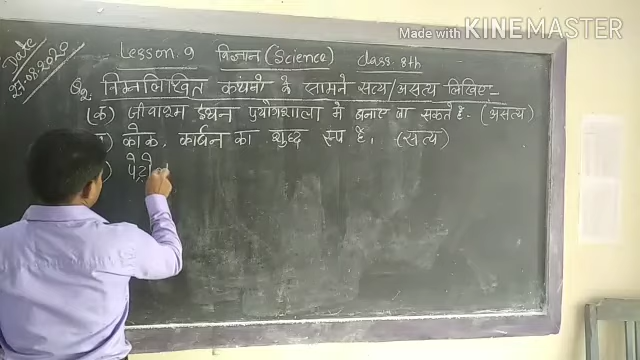 Made with KINEMASTER
Date
27.08.2020
Lesson. 9 विज्ञान (Science) Class. 8th
निम्नलिखित कथनों के सामने सत्य/असत्य लिखिए-
(क) जीवाश्म ईंधन प्रयोगशाला में बनाए जा सकते हैं. (असत्य)
कोक, कार्बन का शुद्ध रूप हैं. (सत्य)
पेट्रो